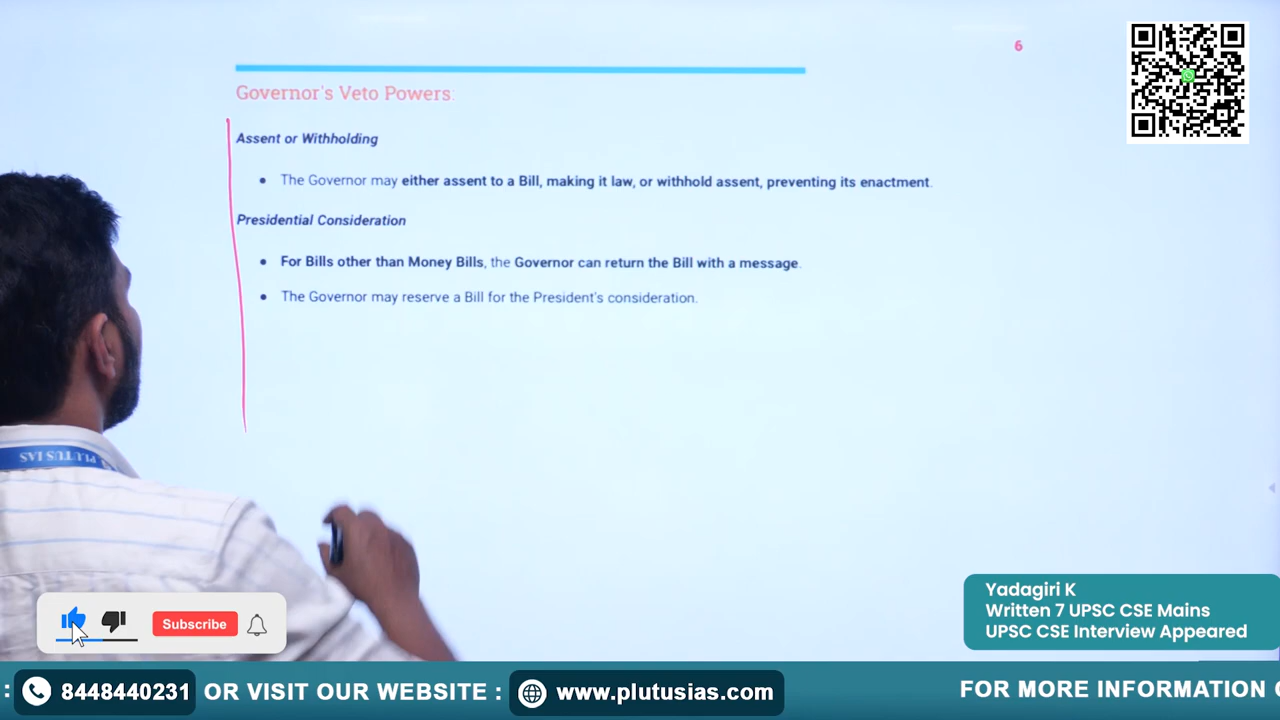 6
Governor's Veto Powers:
Assent or Withholding
• The Governor may either assent to a Bill, making it law, or withhold assent, preventing its enactment.
Presidential Consideration
• For Bills other than Money Bills, the Governor can return the Bill with a message.
• The Governor may reserve a Bill for the President's consideration.
PLUTUS IAS
Subscribe
Yadagiri K
Written 7 UPSC CSE Mains
UPSC CSE Interview Appeared
: 8448440231 OR VISIT OUR WEBSITE : www.plutusias.com FOR MORE INFORMATION